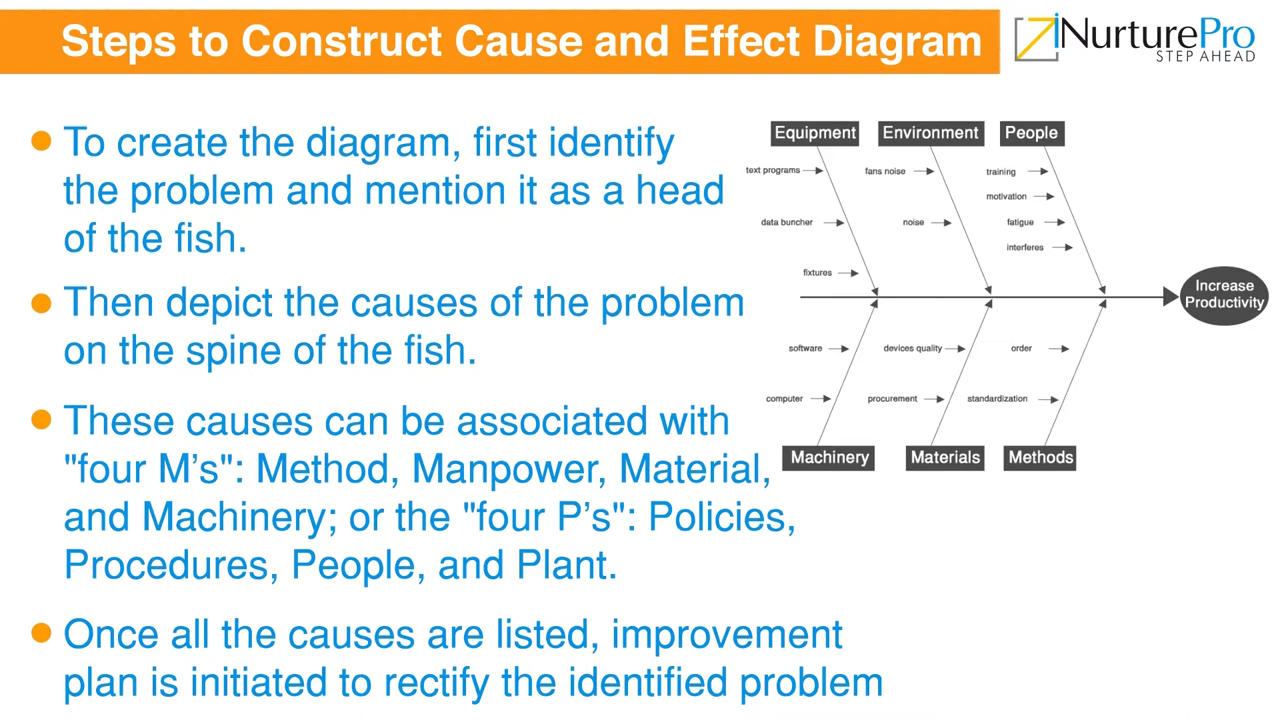 Steps to Construct Cause and Effect Diagram
iNurturePro
STEP AHEAD
To create the diagram, first identify
the problem and mention it as a head
of the fish.
Then depict the causes of the problem
on the spine of the fish.
These causes can be associated with
"four M's": Method, Manpower, Material,
and Machinery; or the "four P's": Policies,
Procedures, People, and Plant.
Once all the causes are listed, improvement
plan is initiated to rectify the identified problem
Equipment Environment People
text programs fans noise training
motivation
data buncher noise fatigue
interferes
fixtures
Increase
Productivity
software devices quality order
computer procurement standardization
Machinery Materials Methods